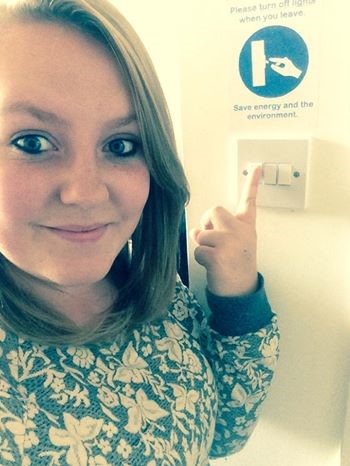 Please turn off lights
when you leave.
Save energy and the
environment.